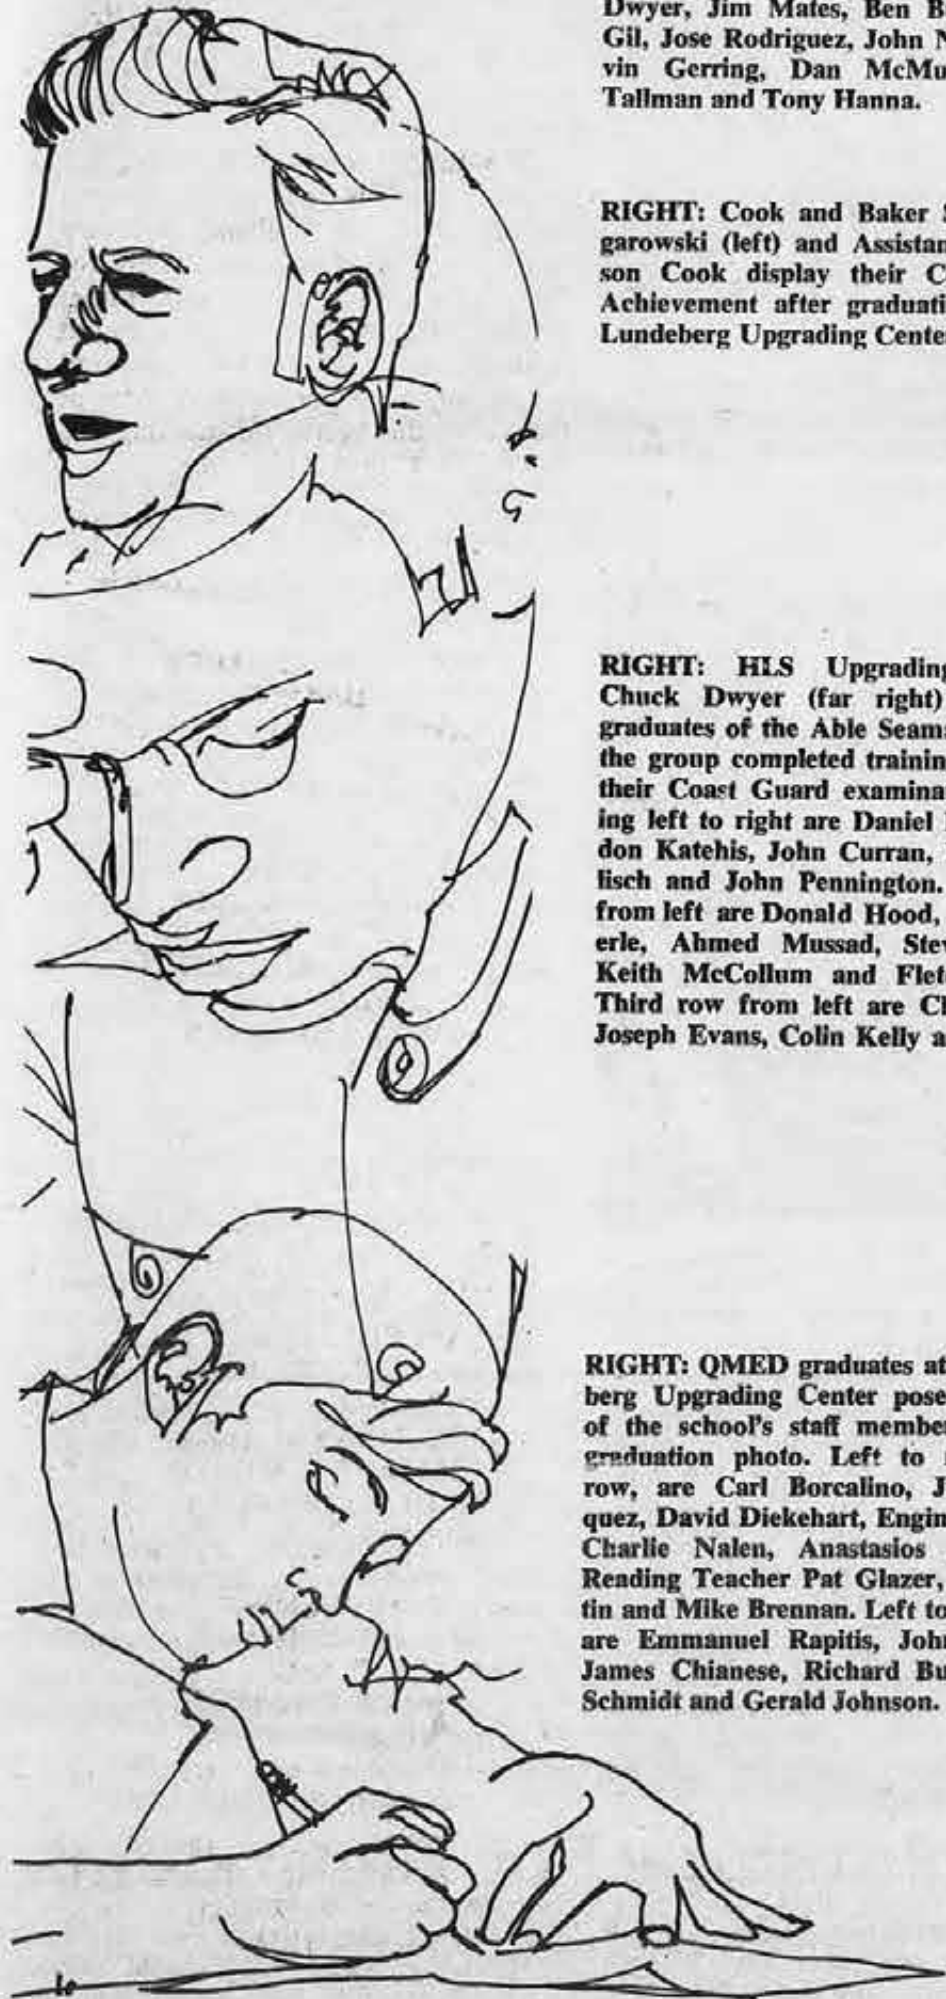 Dwyer, Jim Mates, Ben B
Gil, Jose Rodriguez, John N
vin Gerring, Dan McMu
Tallman and Tony Hanna.
RIGHT: Cook and Baker
garowski (left) and Assistan
son Cook display their C
Achievement after graduati
Lundeberg Upgrading Cente
RIGHT: HLS Upgrading
Chuck Dwyer (far right)
graduates of the Able Seam
the group completed training
their Coast Guard examina
ing left to right are Daniel
don Katehis, John Curran,
lisch and John Pennington.
from left are Donald Hood,
erle, Ahmed Mussad, Stev
Keith McCollum and Flet
Third row from left are Cl
Joseph Evans, Colin Kelly a
RIGHT: QMED graduates at
berg Upgrading Center pose
of the school's staff membe
graduation photo. Left to
row, are Carl Borcalino, J
quez, David Diekehart, Engin
Charlie Nalen, Anastasios
Reading Teacher Pat Glazer,
tin and Mike Brennan. Left to
are Emmanuel Rapitis, John
James Chianese, Richard Bu
Schmidt and Gerald Johnson.